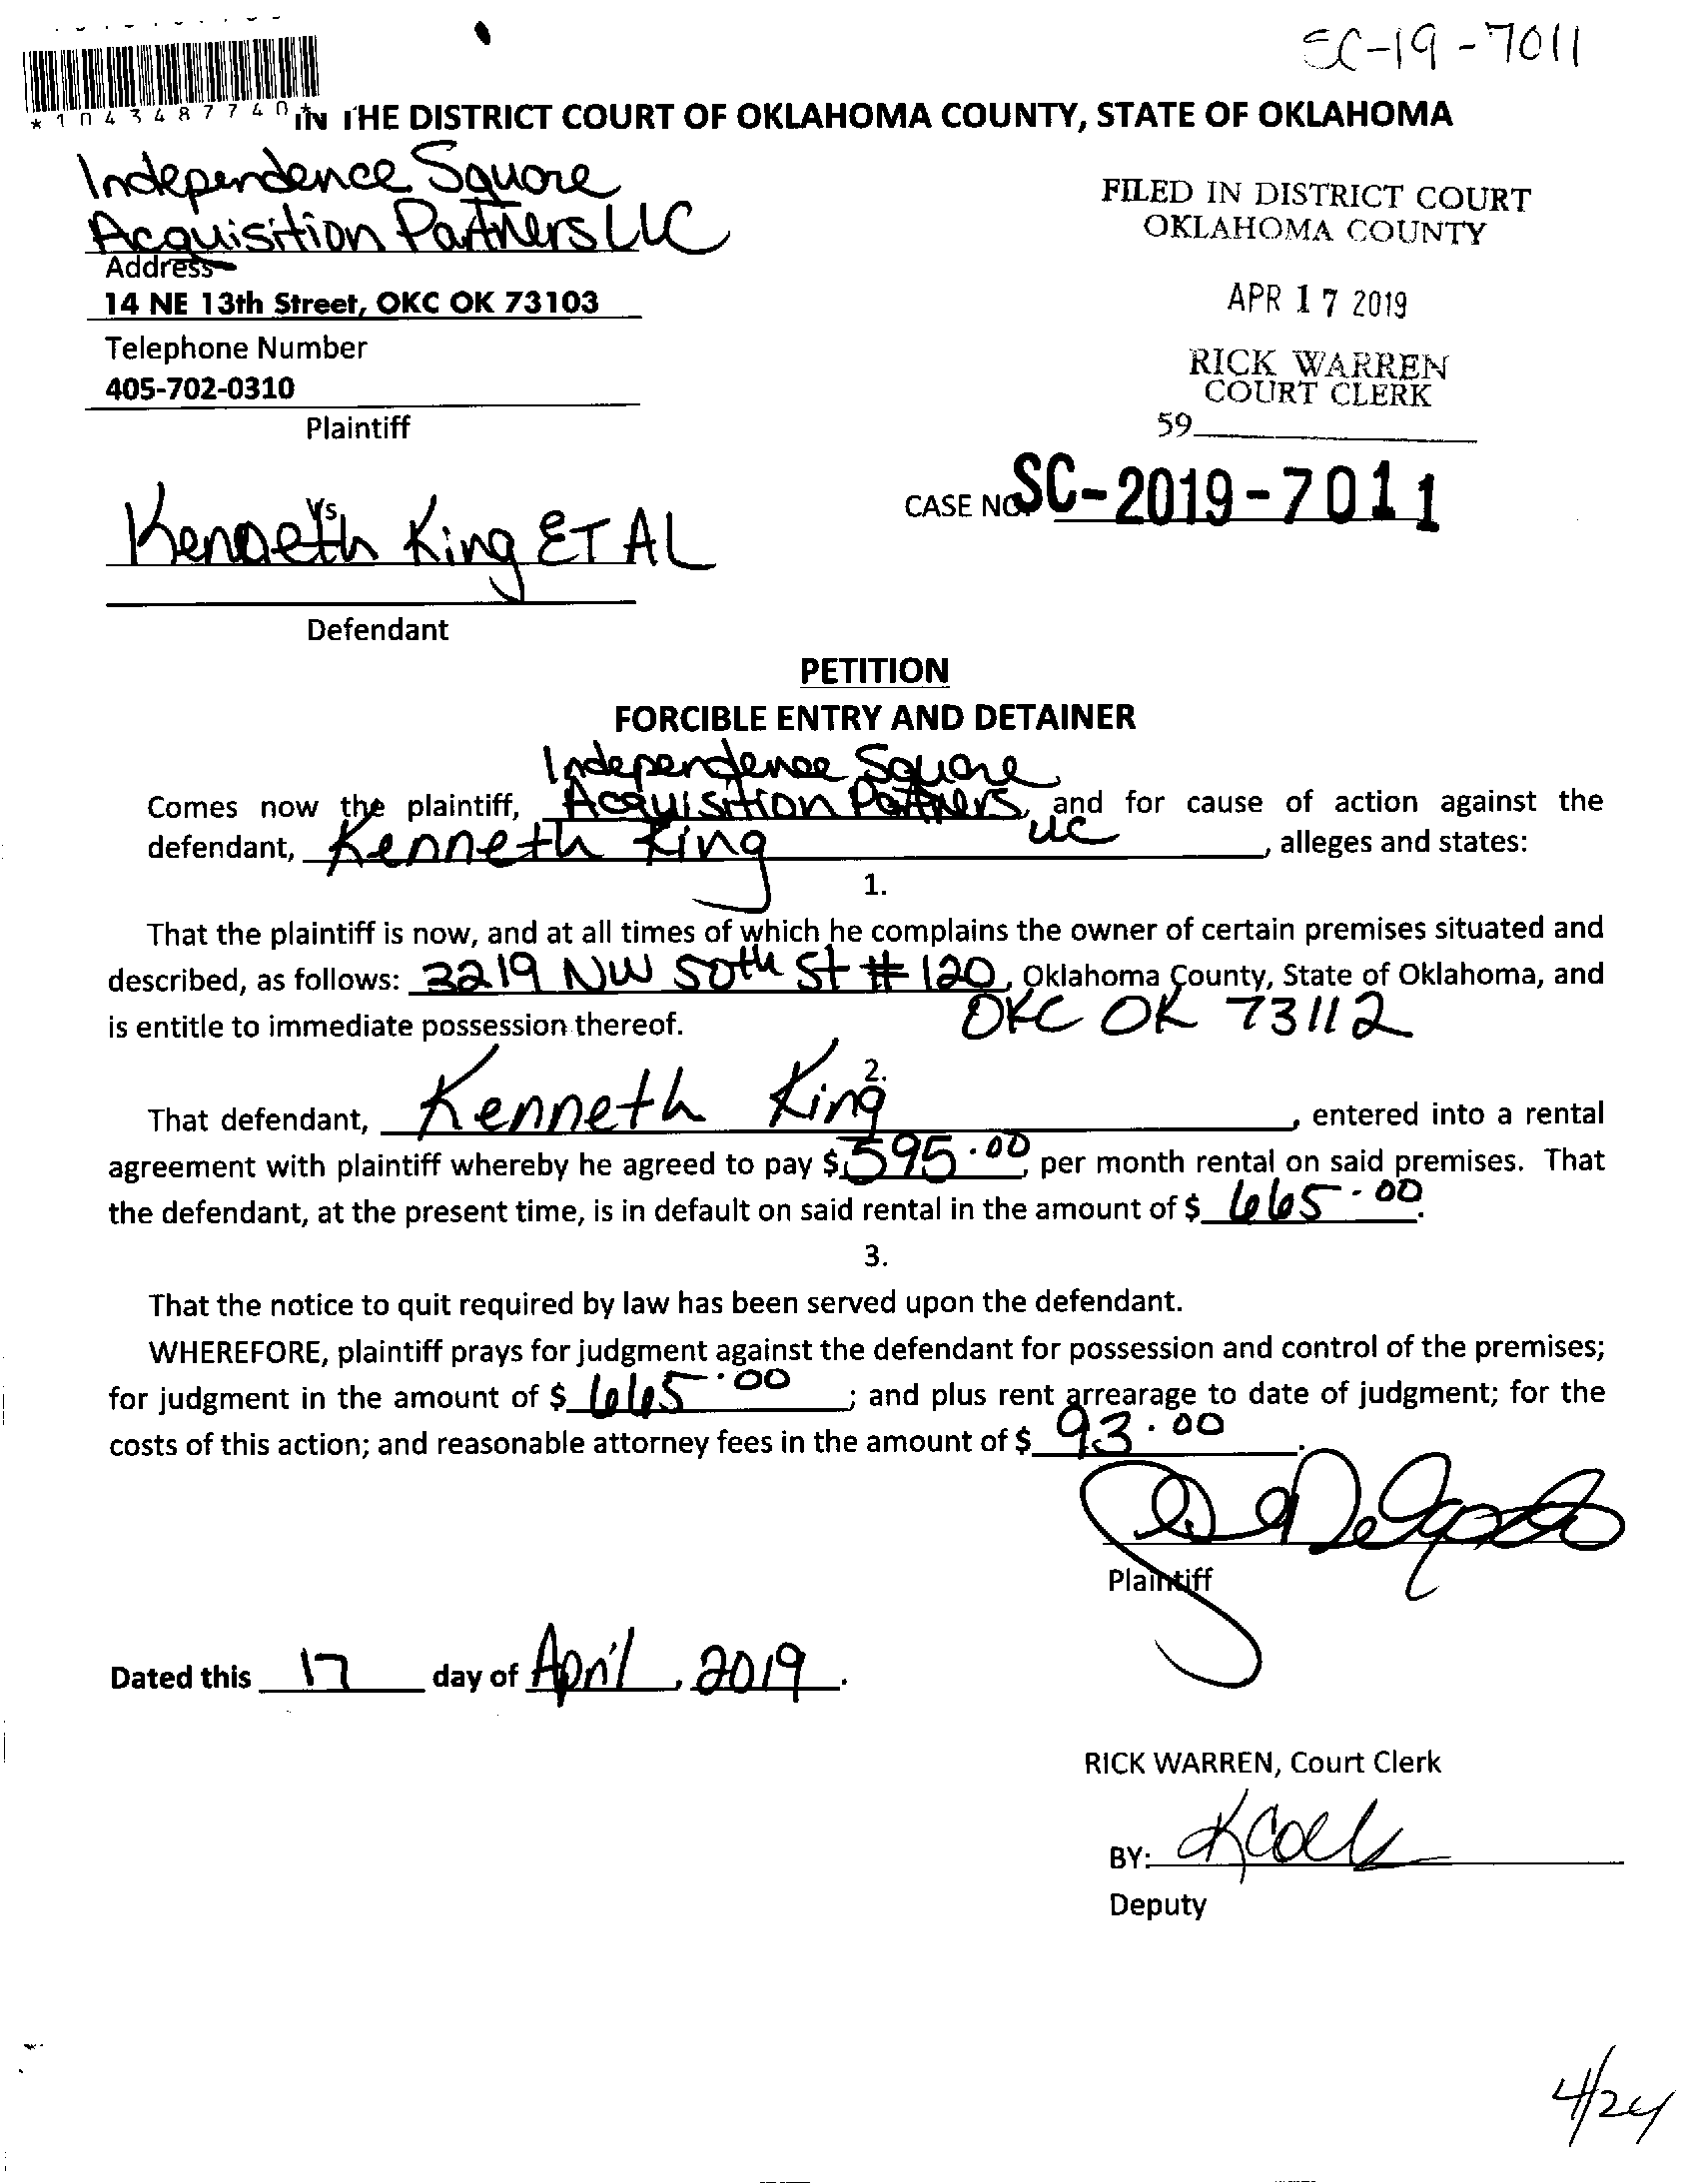 SC-19-7011
*1043487740*
IN THE DISTRICT COURT OF OKLAHOMA COUNTY, STATE OF OKLAHOMA
Independence Square
Acquisition Partners LLC
Address
14 NE 13th Street, OKC OK 73103
Telephone Number
405-702-0310
Plaintiff
FILED IN DISTRICT COURT
OKLAHOMA COUNTY
APR 17 2019
RICK WARREN
COURT CLERK
59
Vs
Kenneth King ET AL
CASE NO. SC-2019-7011
Defendant
PETITION
FORCIBLE ENTRY AND DETAINER
Independence Square
Comes now the plaintiff, Acquisition Partners, and for cause of action against the
LLC
defendant, Kenneth King, alleges and states:
1.
That the plaintiff is now, and at all times of which he complains the owner of certain premises situated and
described, as follows: 3219 NW 50th St # 120, Oklahoma County, State of Oklahoma, and
OKC OK 73112
is entitle to immediate possession thereof.
2.
That defendant, Kenneth King, entered into a rental
agreement with plaintiff whereby he agreed to pay $595.00, per month rental on said premises. That
the defendant, at the present time, is in default on said rental in the amount of $ 665.00.
3.
That the notice to quit required by law has been served upon the defendant.
WHEREFORE, plaintiff prays for judgment against the defendant for possession and control of the premises;
for judgment in the amount of $ 665.00; and plus rent arrearage to date of judgment; for the
costs of this action; and reasonable attorney fees in the amount of $ 93.00.
Plaintiff
Dated this 17 day of April, 2019.
RICK WARREN, Court Clerk
BY:
Deputy
4/24